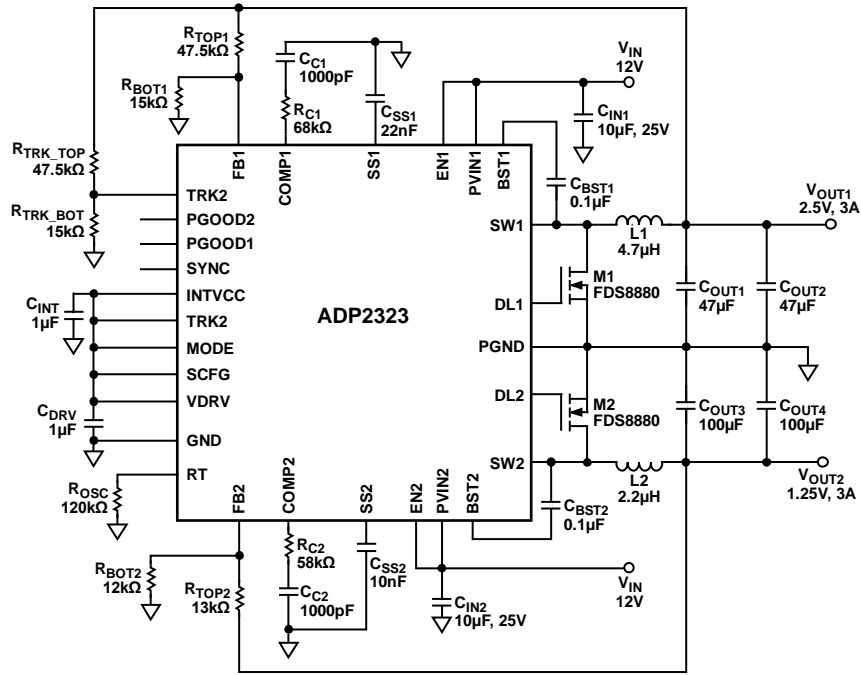 RTOP1
47.5kΩ
CC1
1000pF
VIN
12V
RBOT1
15kΩ
RC1
68kΩ
CSS1
22nF
CIN1
10µF, 25V
RTRK_TOP
47.5kΩ
FB1
COMP1
SS1
EN1
PVIN1
BST1
CBST1
0.1µF
TRK2
VOUT1
2.5V, 3A
RTRK_BOT
15kΩ
PGOOD2
SW1
L1
4.7µH
PGOOD1
SYNC
M1
FDS8880
COUT1
47µF
COUT2
47µF
CINT
1µF
INTVCC
DL1
TRK2
ADP2323
MODE
PGND
SCFG
VDRV
DL2
CDRV
1µF
M2
FDS8880
COUT3
100µF
COUT4
100µF
GND
RT
SW2
L2
2.2µH
VOUT2
1.25V, 3A
ROSC
120kΩ
FB2
COMP2
SS2
EN2
PVIN2
BST2
CBST2
0.1µF
RBOT2
12kΩ
RC2
58kΩ
CSS2
10nF
VIN
12V
RTOP2
13kΩ
CC2
1000pF
CIN2
10µF, 25V